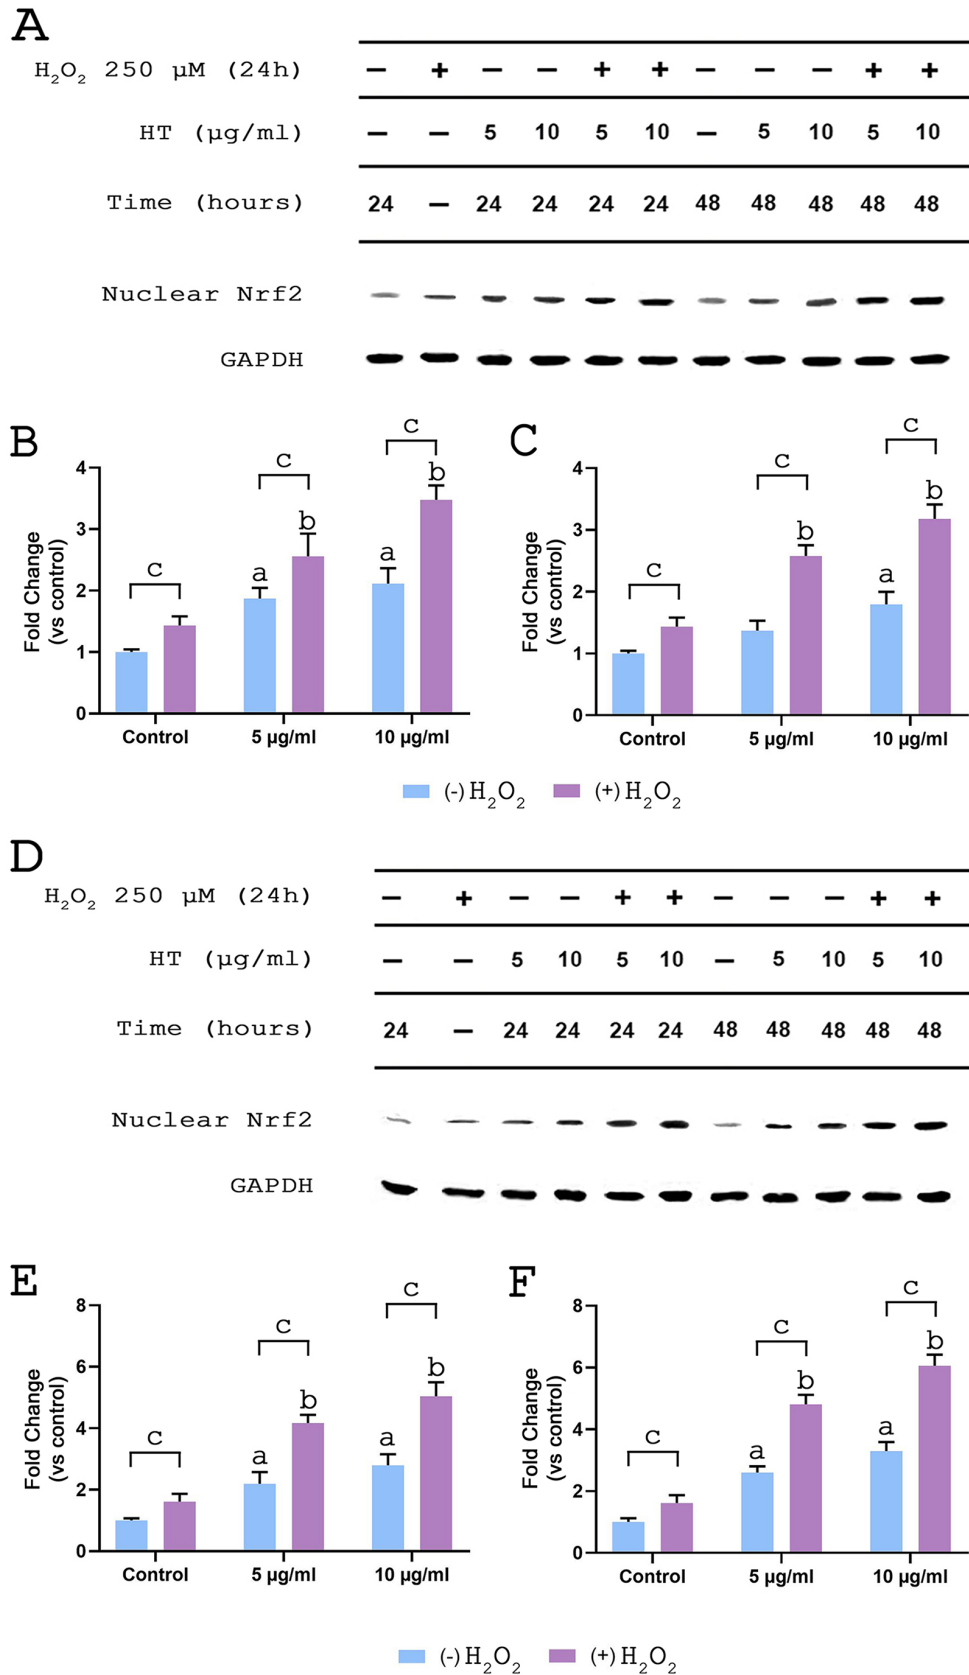 A
H₂O₂ 250 µM (24h) – + – – + + – – – + +
HT (µg/ml) – – 5 10 5 10 – 5 10 5 10
Time (hours) 24 – 24 24 24 24 48 48 48 48 48
Nuclear Nrf2
GAPDH
B
Fold Change
(vs control)
4
3
2
1
0
c
c
c
a
b
a
b
Control 5 µg/ml 10 µg/ml
C
Fold Change
(vs control)
4
3
2
1
0
c
c
c
b
a
b
Control 5 µg/ml 10 µg/ml
(-) H₂O₂ (+) H₂O₂
D
H₂O₂ 250 µM (24h) – + – – + + – – – + +
HT (µg/ml) – – 5 10 5 10 – 5 10 5 10
Time (hours) 24 – 24 24 24 24 48 48 48 48 48
Nuclear Nrf2
GAPDH
E
Fold Change
(vs control)
8
6
4
2
0
c
c
c
a
b
a
b
Control 5 µg/ml 10 µg/ml
F
Fold Change
(vs control)
8
6
4
2
0
c
c
c
a
b
a
b
Control 5 µg/ml 10 µg/ml
(-) H₂O₂ (+) H₂O₂